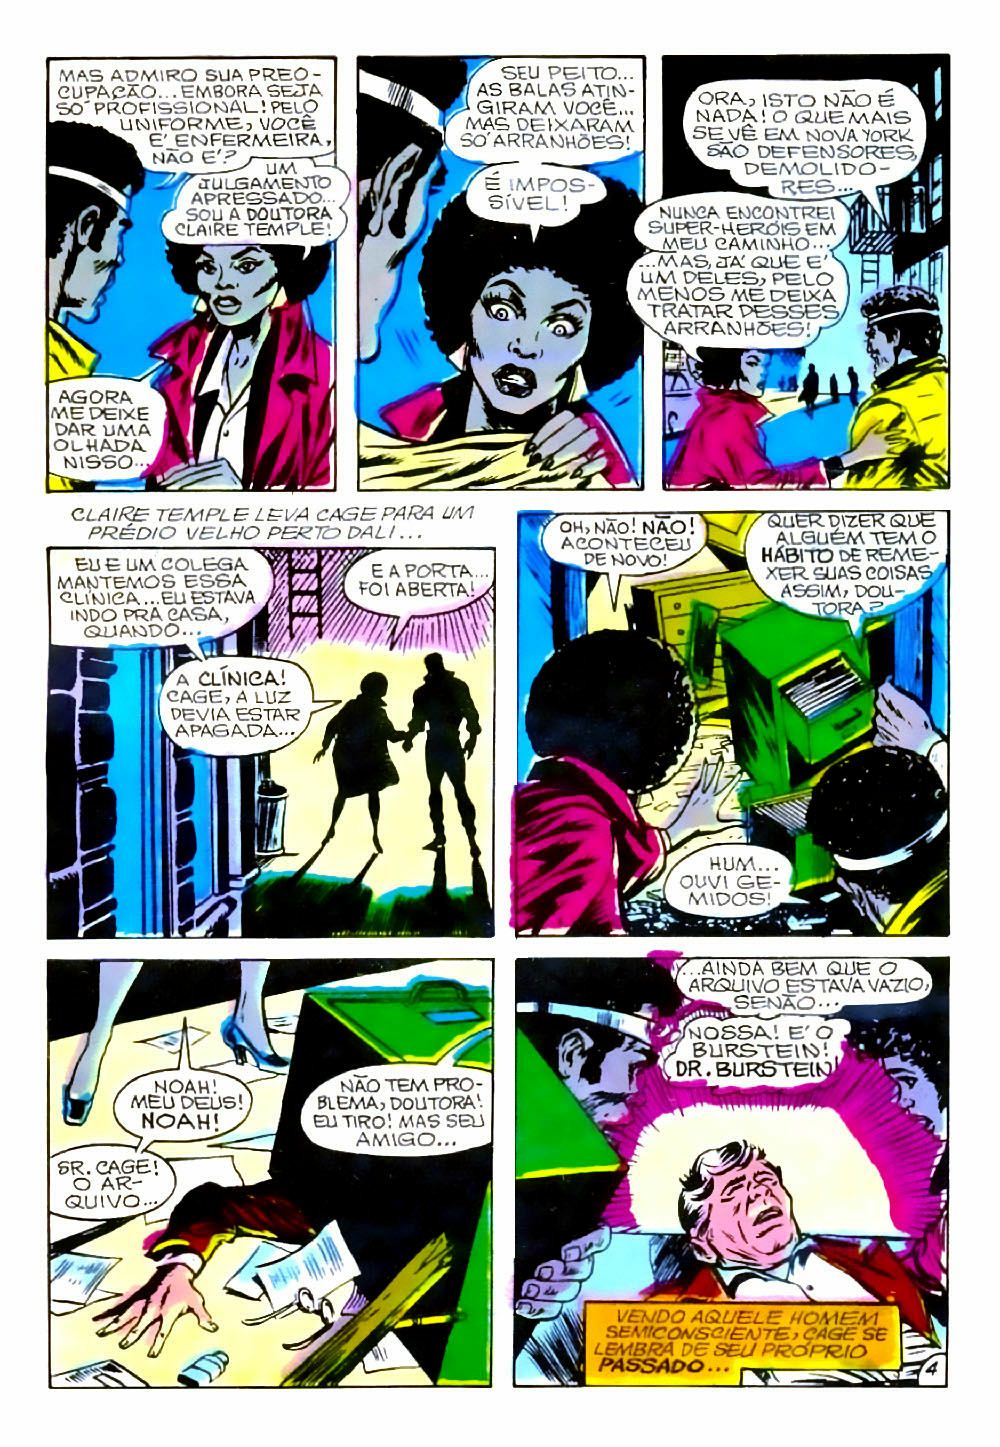 MAS ADMIRO SUA PREO-
CUPAÇÃO... EMBORA SEJA
SÓ PROFISSIONAL! PELO
UNIFORME, VOCÊ
É ENFERMEIRA,
NÃO É?
UM
JULGAMENTO
APRESSADO...
SOU A DOUTORA
CLAIRE TEMPLE!
AGORA
ME DEIXE
DAR UMA
OLHADA
NISSO...
SEU PEITO...
AS BALAS ATIN-
GIRAM VOCÊ...
MAS DEIXARAM
SÓ ARRANHÕES!
É IMPOS-
SÍVEL!
ORA, ISTO NÃO É
NADA! O QUE MAIS
SE VÊ EM NOVA YORK
SÃO DEFENSORES,
DEMOLIDO-
RES...
NUNCA ENCONTREI
SUPER-HERÓIS EM
MEU CAMINHO...
...MAS, JÁ QUE É
UM DELES, PELO
MENOS ME DEIXA
TRATAR DESSES
ARRANHÕES!
CLAIRE TEMPLE LEVA CAGE PARA UM
PRÉDIO VELHO PERTO DALI...
EU E UM COLEGA
MANTEMOS ESSA
CLÍNICA... EU ESTAVA
INDO PRA CASA,
QUANDO...
E A PORTA...
FOI ABERTA!
A CLÍNICA!
CAGE, A LUZ
DEVIA ESTAR
APAGADA...
OH, NÃO! NÃO!
ACONTECEU
DE NOVO!
QUER DIZER QUE
ALGUÉM TEM O
HÁBITO DE REME-
XER SUAS COISAS
ASSIM, DOU-
TORA?
HUM...
OUVI GE-
MIDOS!
NOAH!
MEU DEUS!
NOAH!
SR. CAGE!
O AR-
QUIVO...
NÃO TEM PRO-
BLEMA, DOUTORA!
EU TIRO! MAS SEU
AMIGO...
...AINDA BEM QUE O
ARQUIVO ESTAVA VAZIO,
SENÃO...
NOSSA! É O
BURSTEIN!
DR. BURSTEIN!
VENDO AQUELE HOMEM
SEMICONSCIENTE, CAGE SE
LEMBRA DE SEU PRÓPRIO
PASSADO...
4